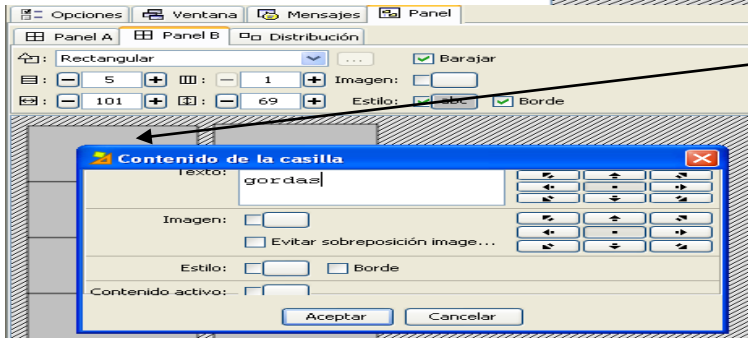 Opciones Ventana Mensajes Panel
Panel A Panel B Distribución
Rectangular ... Barajar
5 1 Imagen:
101 69 Estilo: abc Borde
Contenido de la casilla
Texto:
gordas
Imagen:
Evitar sobreposición image...
Estilo: Borde
Contenido activo:
Aceptar Cancelar